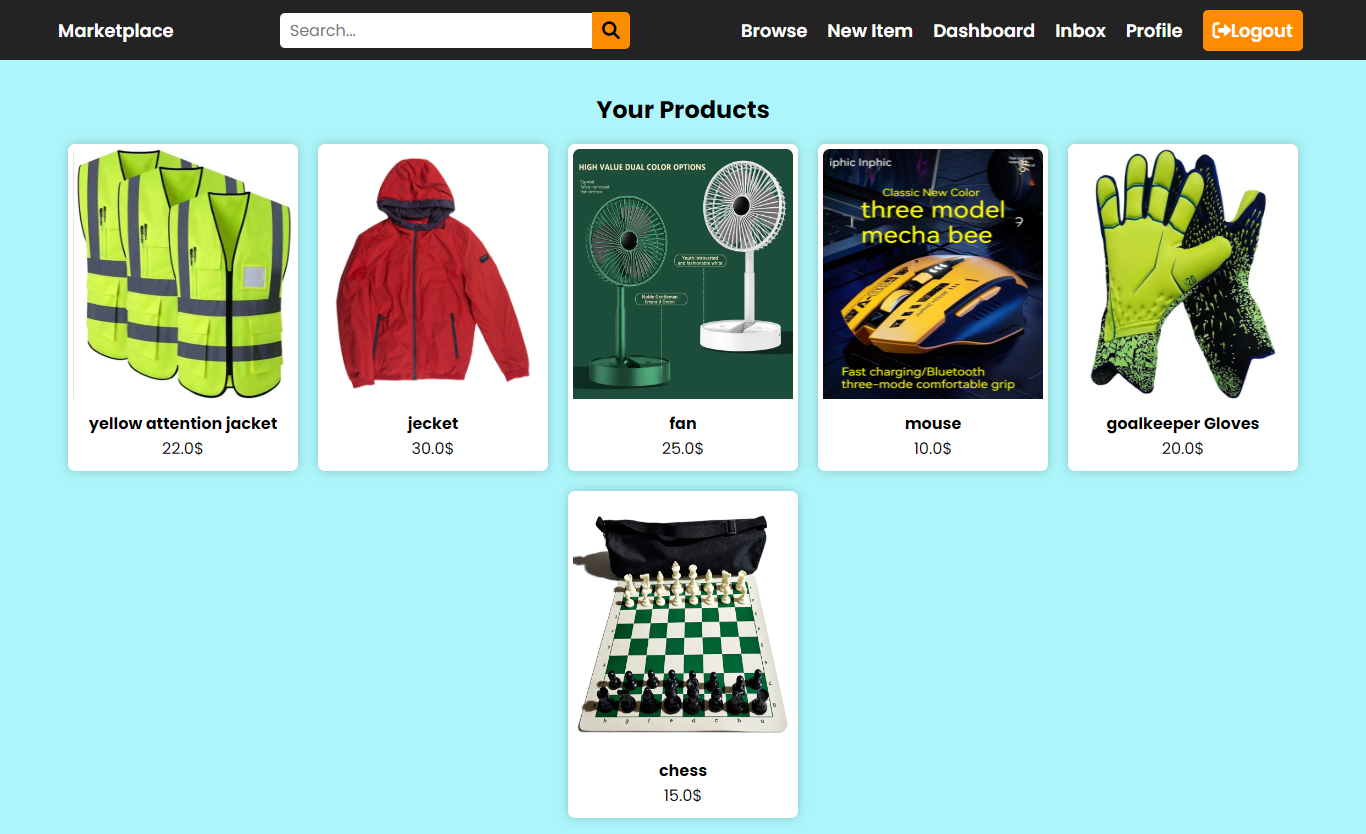 Marketplace
Search...
Browse
New Item
Dashboard
Inbox
Profile
Logout
Your Products
yellow attention jacket
22.0$
jecket
30.0$
HIGH VALUE DUAL COLOR OPTIONS
Youth introverted
and fashionable white
Noble Gentleman
Emerald Green
fan
25.0$
iphic Inphic
Classic New Color
three model
mecha bee
Fast charging/Bluetooth
three-mode comfortable grip
mouse
10.0$
goalkeeper Gloves
20.0$
h g f e d c b a
chess
15.0$